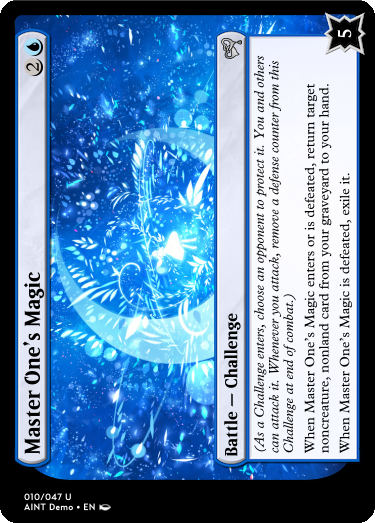 Master One's Magic
2
Battle — Challenge
(As a Challenge enters, choose an opponent to protect it. You and others
can attack it. Whenever you attack, remove a defense counter from this
Challenge at end of combat.)
When Master One's Magic enters or is defeated, return target
noncreature, nonland card from your graveyard to your hand.
When Master One's Magic is defeated, exile it.
5
010/047 U
AINT Demo • EN